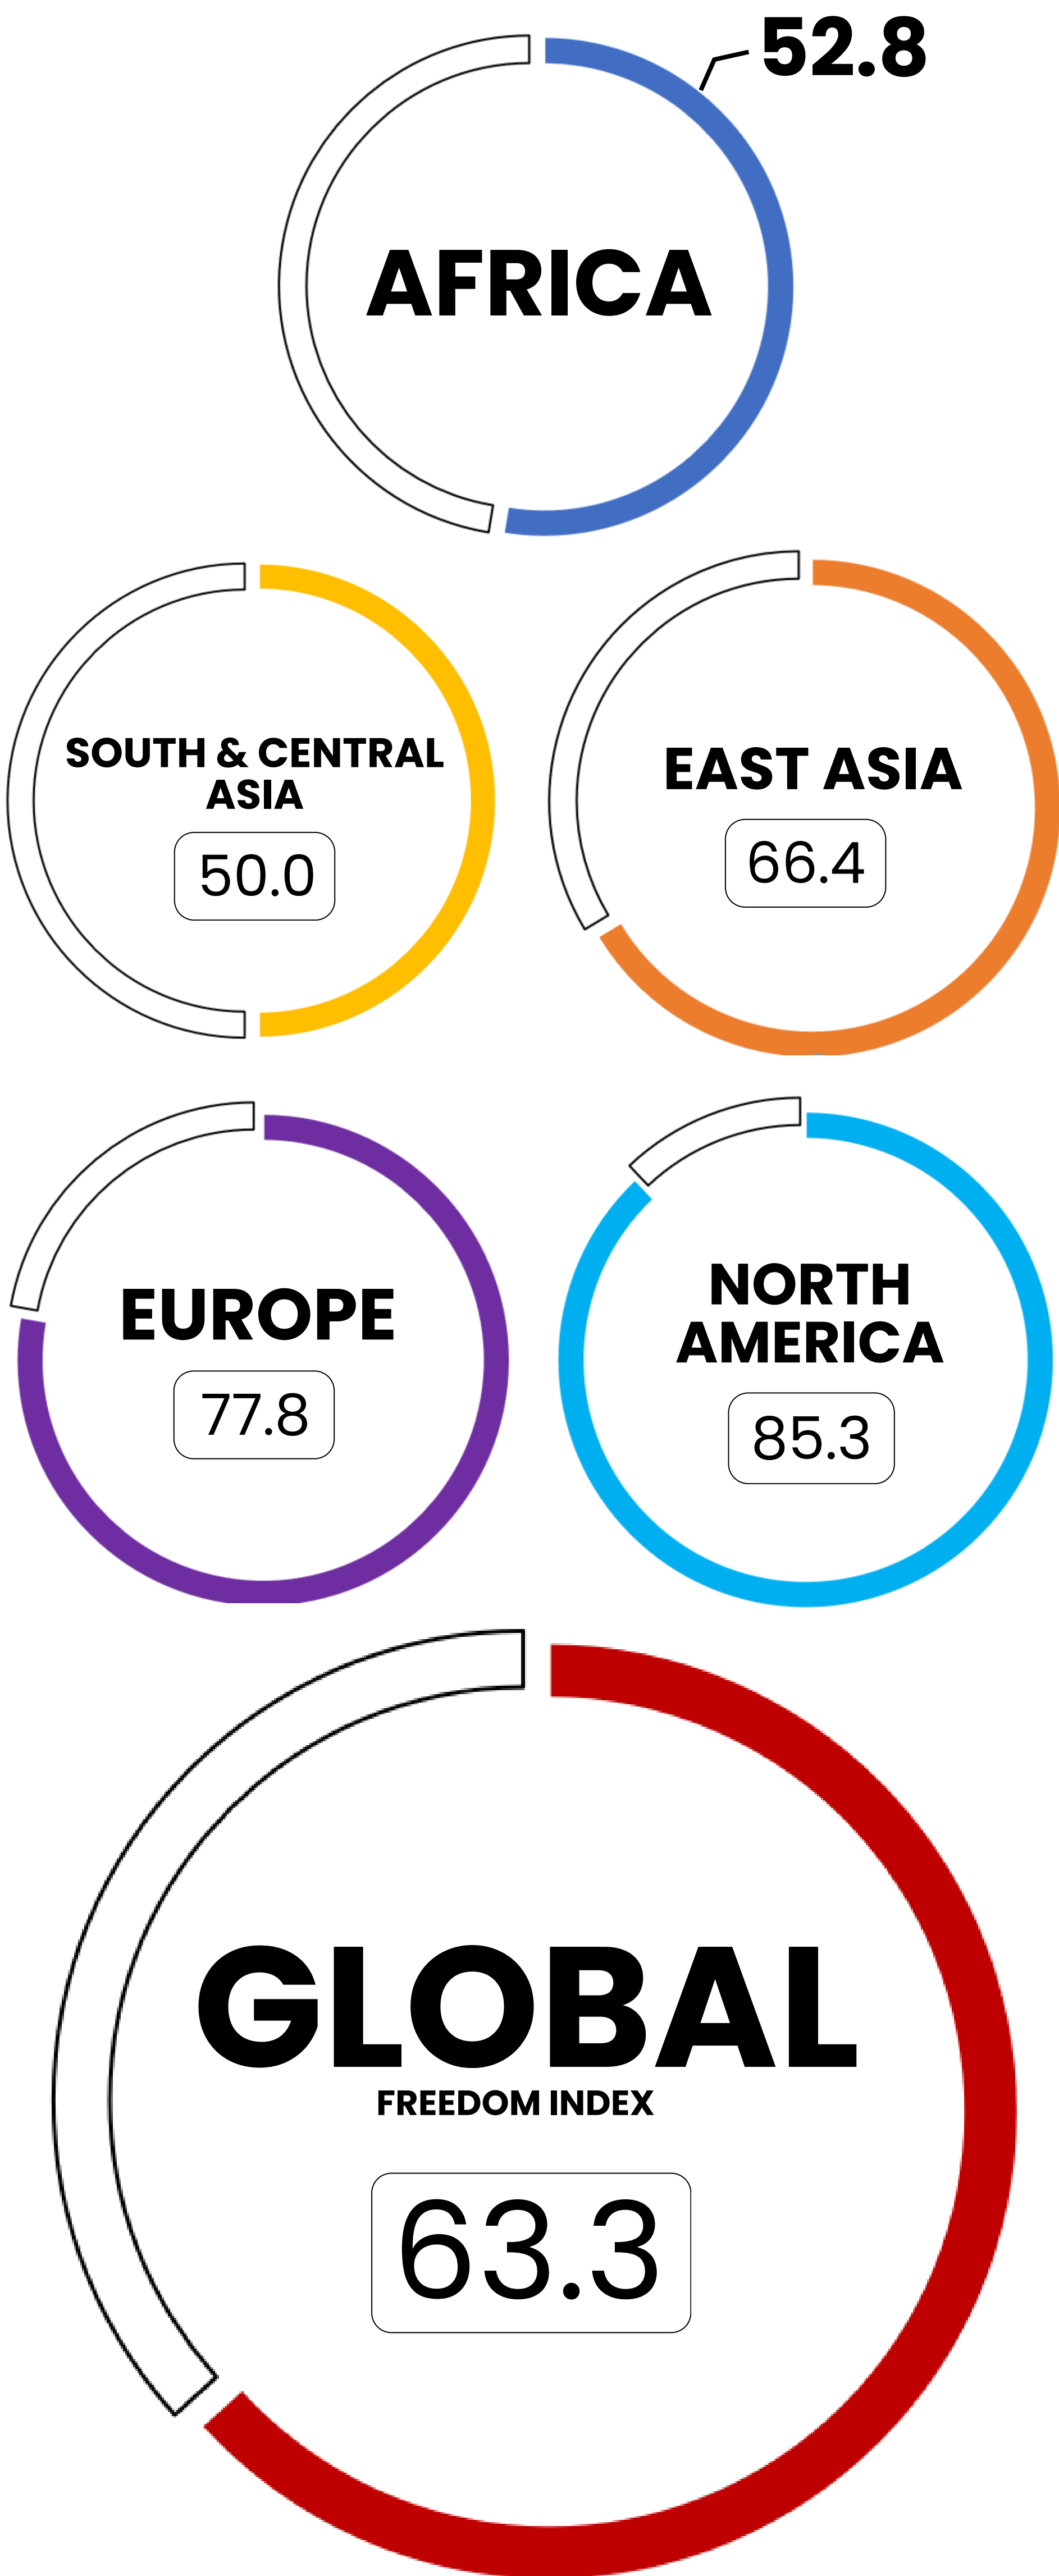 52.8
AFRICA
SOUTH & CENTRAL
ASIA
50.0
EAST ASIA
66.4
EUROPE
77.8
NORTH
AMERICA
85.3
GLOBAL
FREEDOM INDEX
63.3